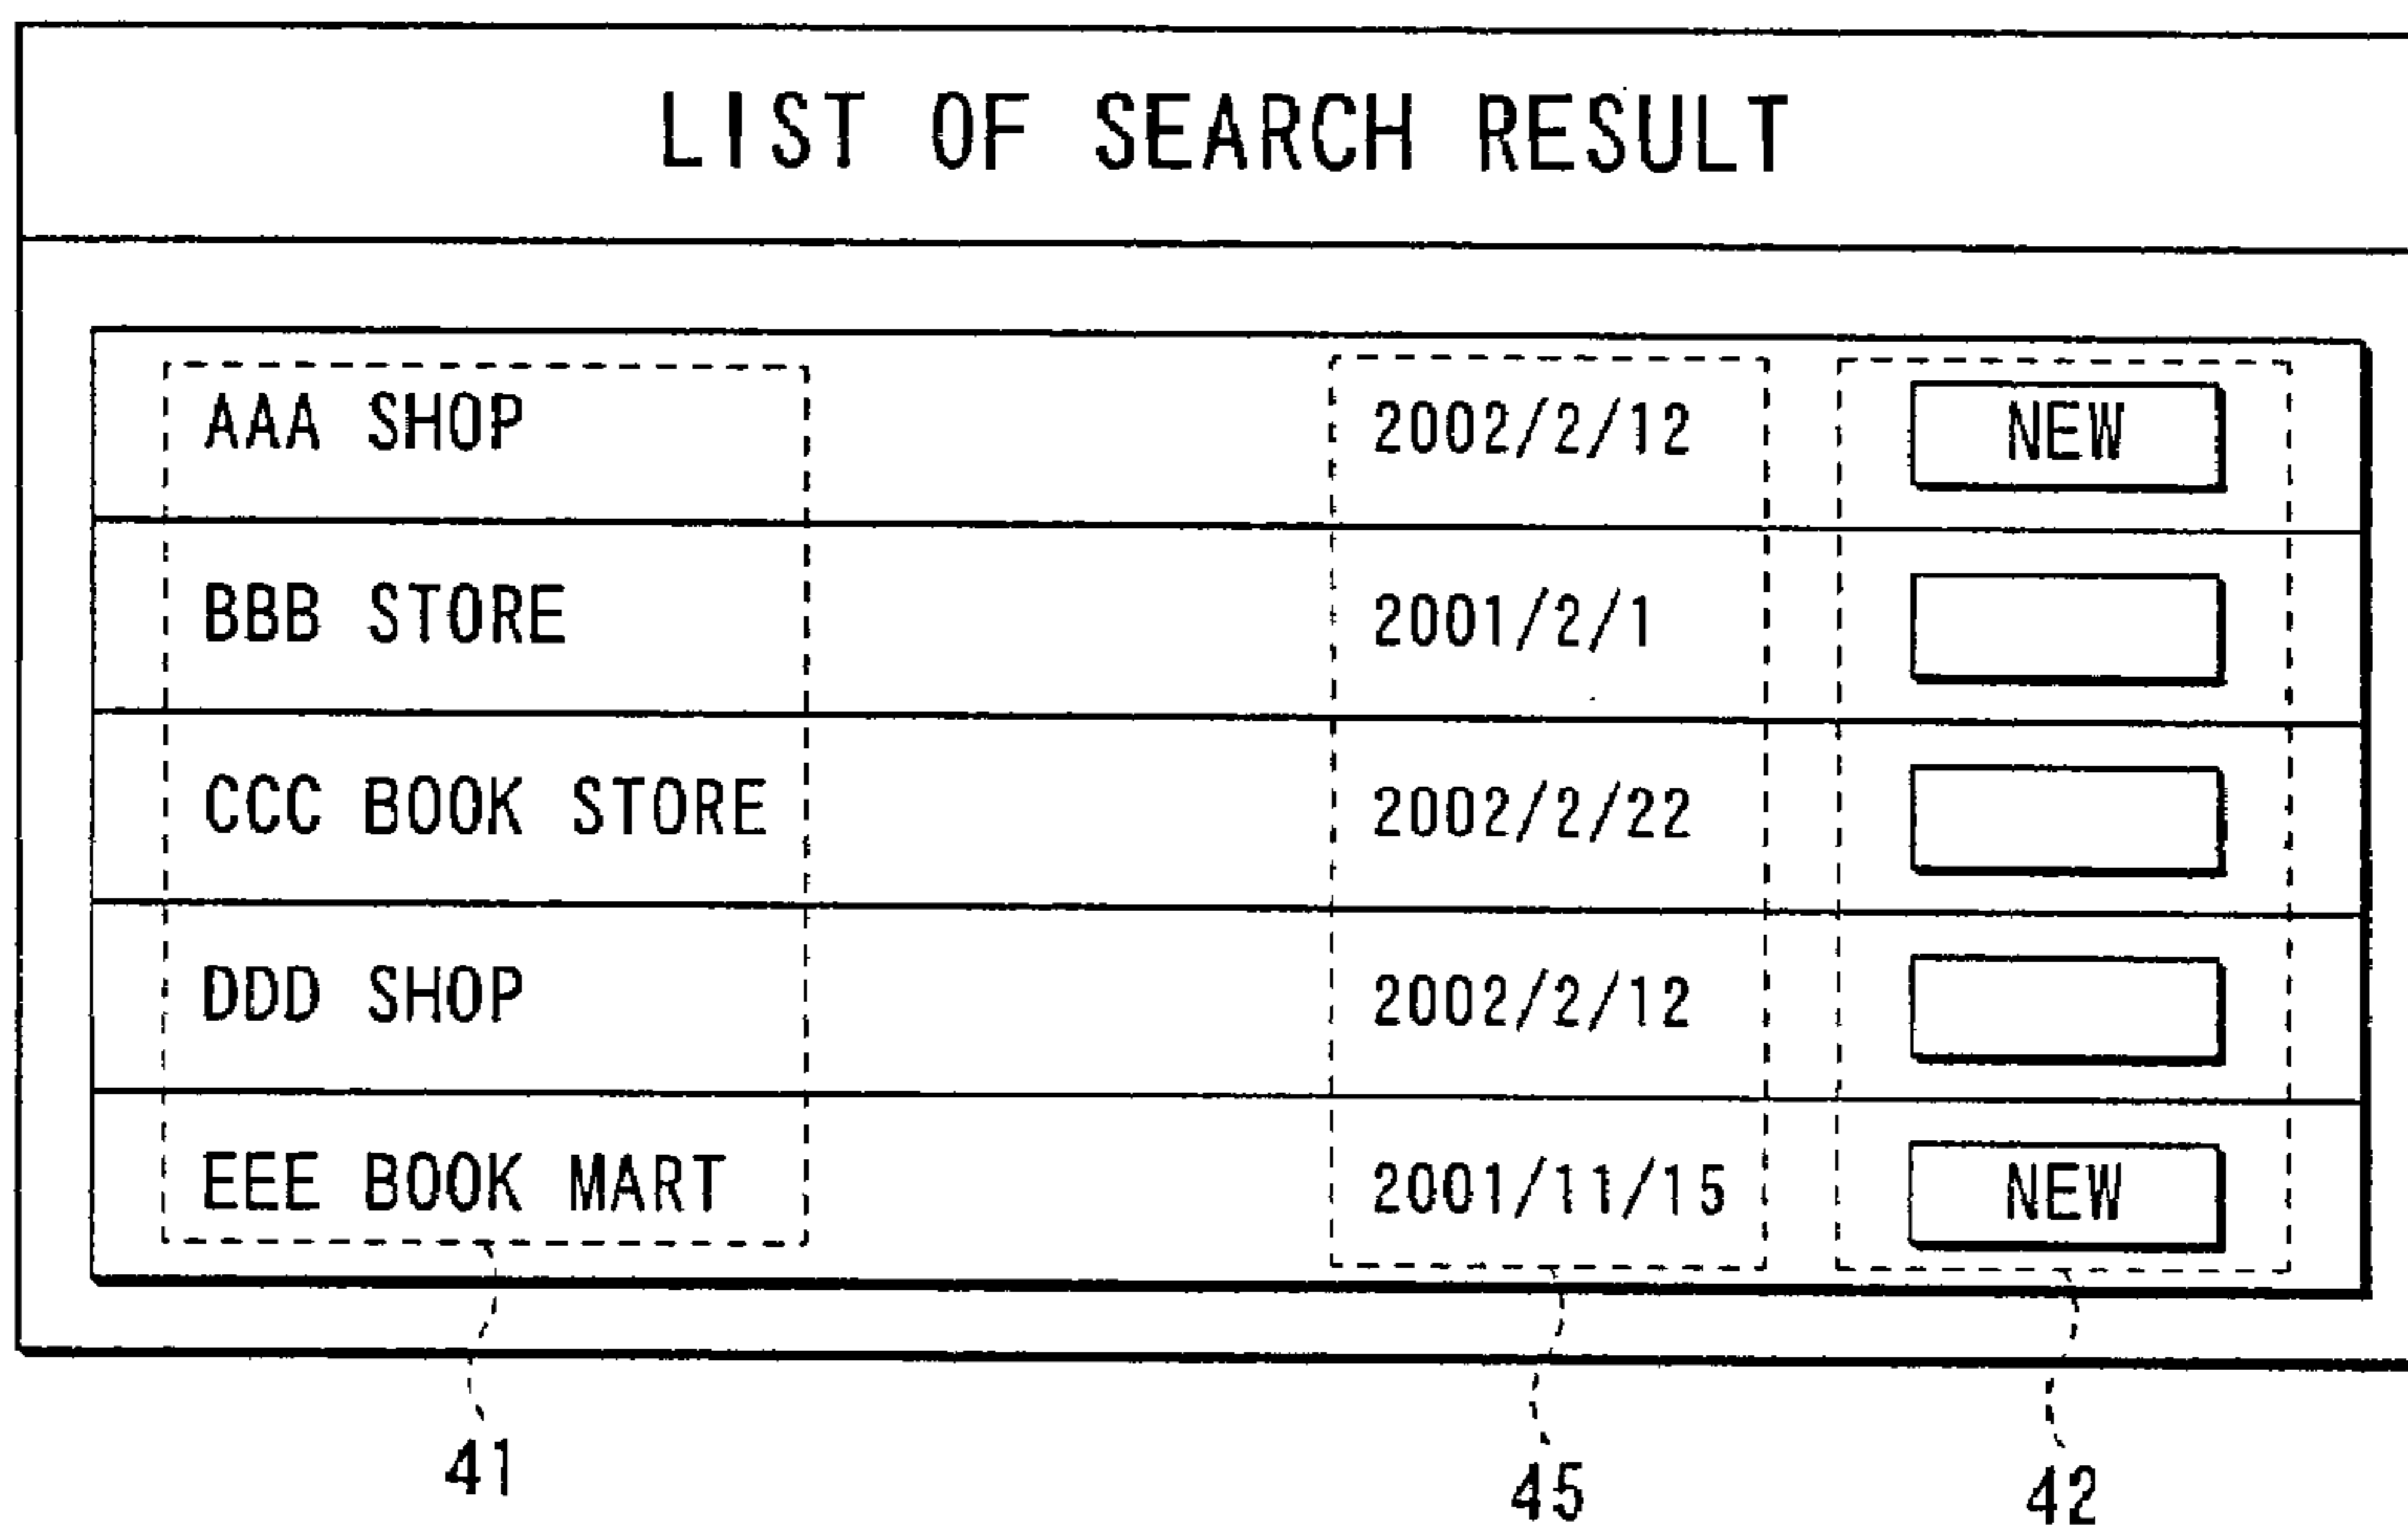 LIST OF SEARCH RESULT
AAA SHOP 2002/2/12 NEW
BBB STORE 2001/2/1
CCC BOOK STORE 2002/2/22
DDD SHOP 2002/2/12
EEE BOOK MART 2001/11/15 NEW
41 45 42